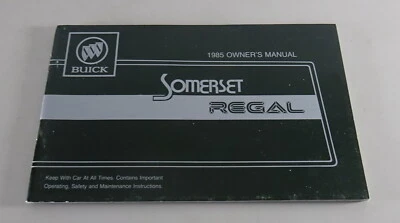 BUICK
1985 OWNER'S MANUAL
SOMERSET
REGAL
Keep With Car At All Times. Contains Important
Operating, Safety and Maintenance Instructions